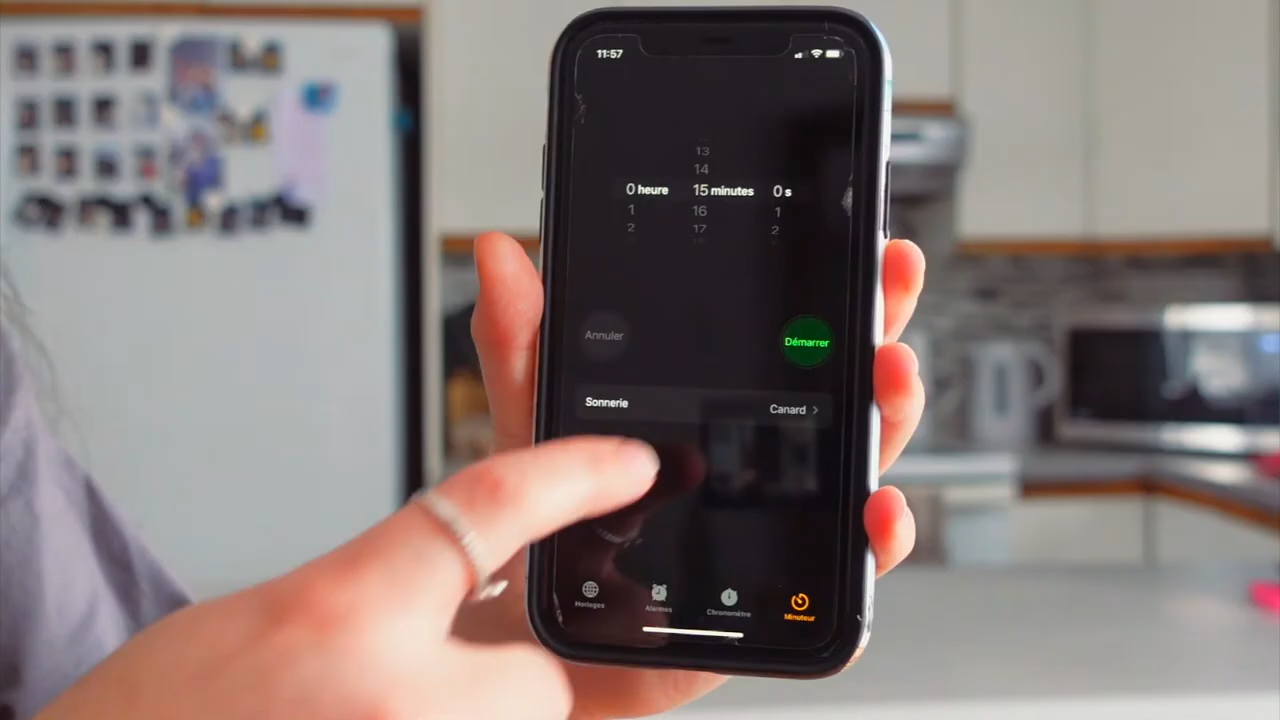 11:57
13
14
0 heure 15 minutes 0 s
1 16 1
2 17 2
Annuler
Démarrer
Sonnerie
Canard >
Horloges Alarmes Chronomètre Minuteur